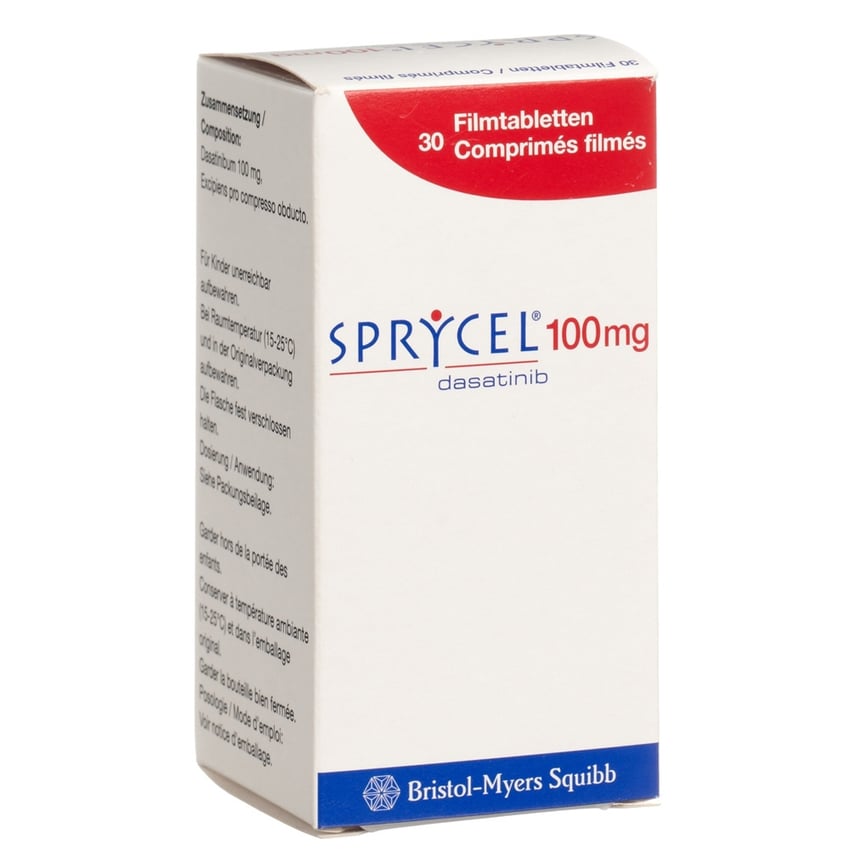 SPRYCEL® 100mg
30 Filmtabletten / Comprimés filmés
30 Filmtabletten
Comprimés filmés
SPRYCEL® 100mg
dasatinib
Bristol-Myers Squibb
Zusammensetzung /
Composition:
Dasatinibum 100 mg,
Excipiens pro compresso obducto.
Für Kinder unerreichbar
aufbewahren.
Bei Raumtemperatur (15-25°C)
und in der Originalverpackung
aufbewahren.
Die Flasche fest verschlossen
halten.
Dosierung / Anwendung:
Siehe Packungsbeilage.
Garder hors de la portée des
enfants.
Conserver à température ambiante
(15-25°C) et dans l'emballage
original.
Garder la bouteille bien fermée.
Posologie / Mode d'emploi:
Voir notice d'emballage.